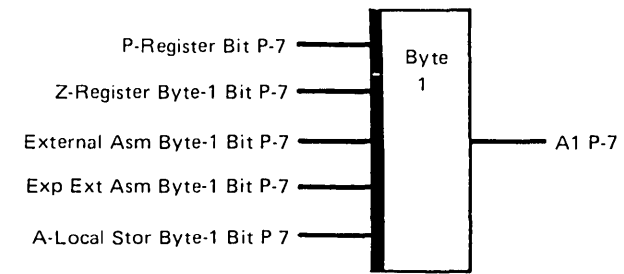 P-Register Bit P-7
Byte
1
Z-Register Byte-1 Bit P-7
External Asm Byte-1 Bit P-7
A1 P-7
Exp Ext Asm Byte-1 Bit P-7
A-Local Stor Byte-1 Bit P 7